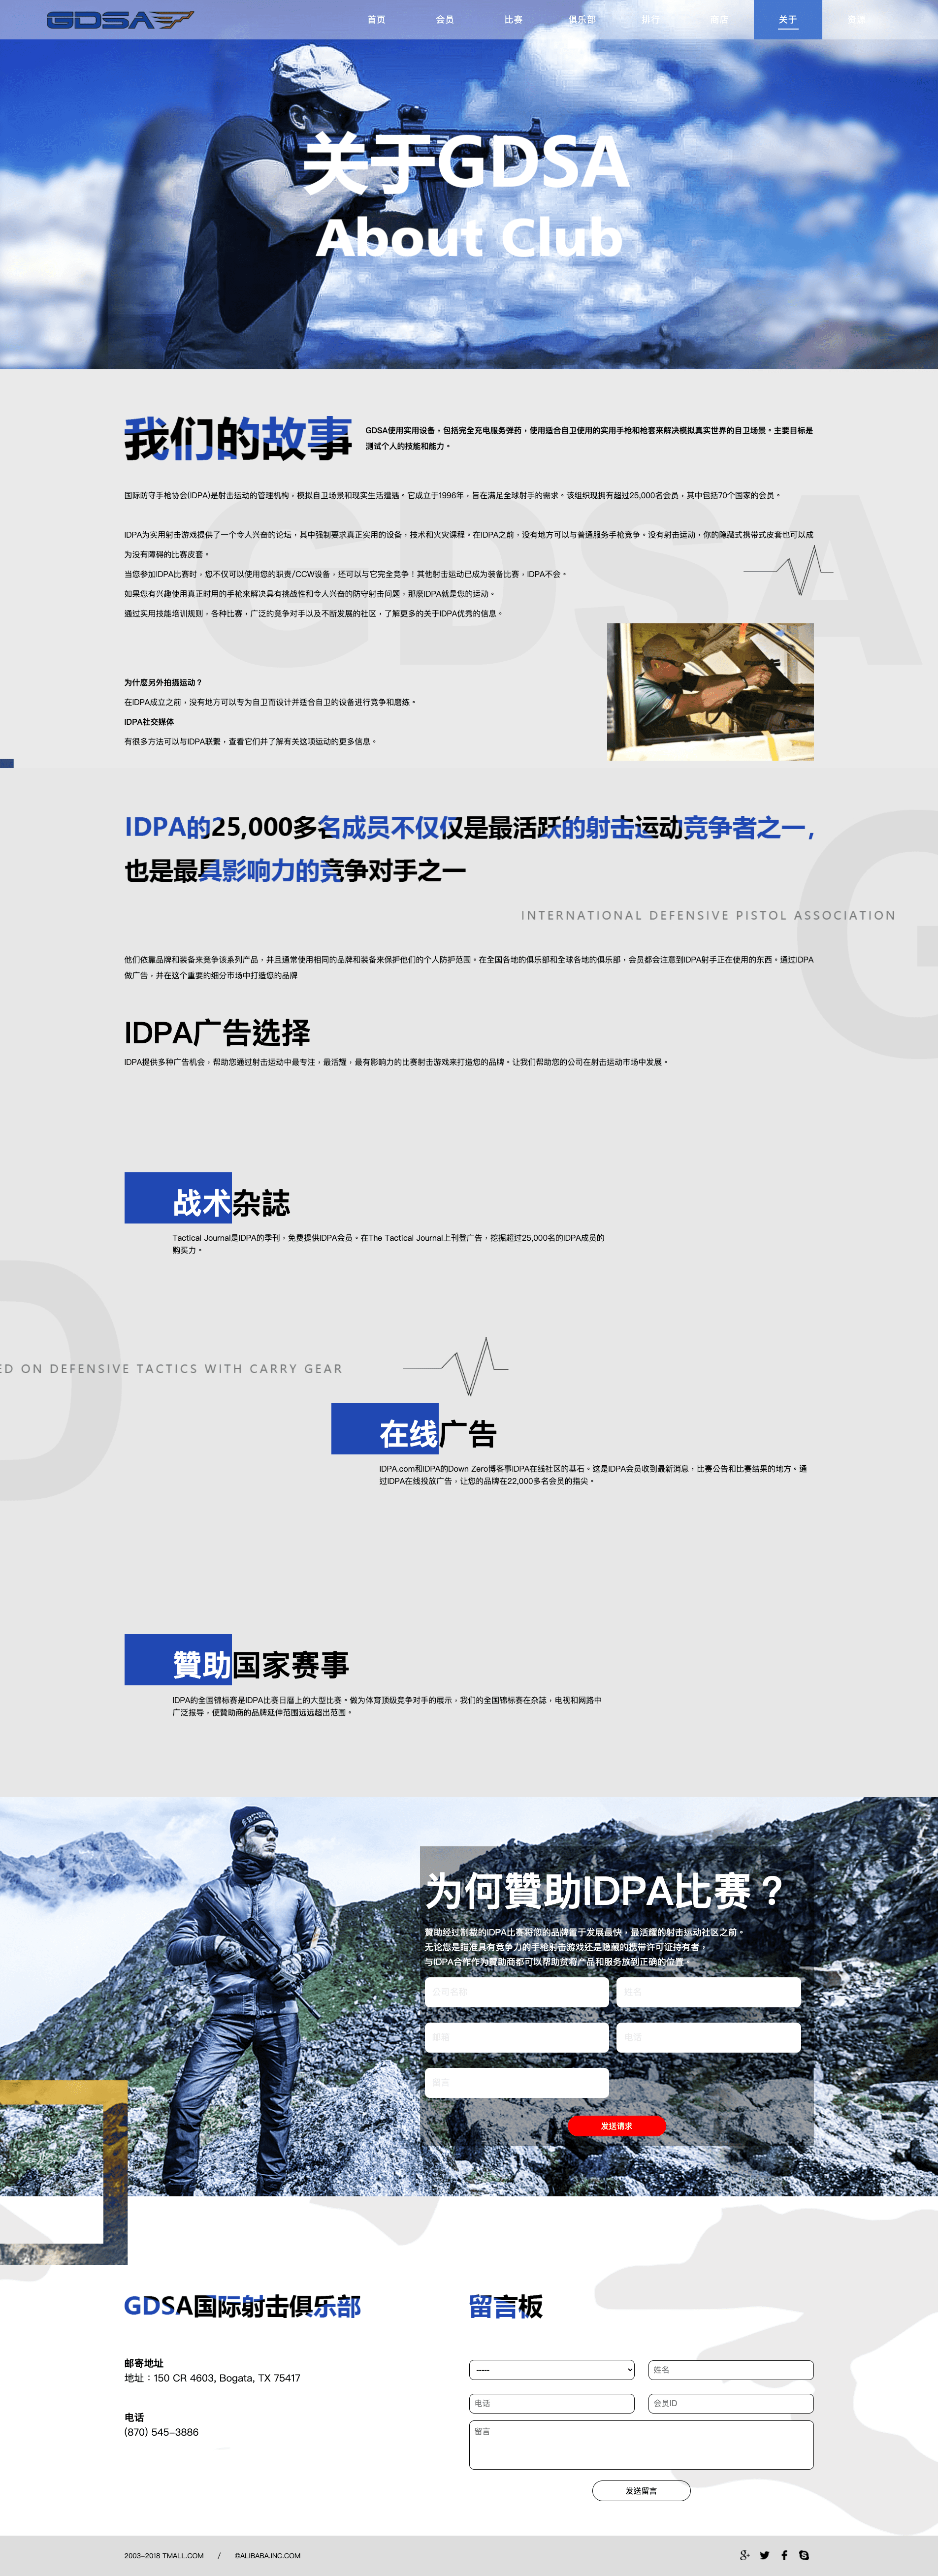 GDSA
首页 会员 比赛 俱乐部 排行 商店 关于 资源
关于GDSA
About Club
我们的故事
GDSA使用实用设备，包括完全充电服务弹药，使用适合自卫使用的实用手枪和枪套来解决模拟真实世界的自卫场景。主要目标是
测试个人的技能和能力。
GDSA
国际防守手枪协会(IDPA)是射击运动的管理机构，模拟自卫场景和现实生活遭遇。它成立于1996年，旨在满足全球射手的需求。该组织现拥有超过25,000名会员，其中包括70个国家的会员。
IDPA为实用射击游戏提供了一个令人兴奋的论坛，其中强制要求真正实用的设备，技术和火灾课程。在IDPA之前，没有地方可以与普通服务手枪竞争。没有射击运动，你的隐藏式携带式皮套也可以成
为没有障碍的比赛皮套。
当您参加IDPA比赛时，您不仅可以使用您的职责/CCW设备，还可以与它完全竞争！其他射击运动已成为装备比赛，IDPA不会。
如果您有兴趣使用真正时用的手枪来解决具有挑战性和令人兴奋的防守射击问题，那麽IDPA就是您的运动。
通过实用技能培训规则，各种比赛，广泛的竞争对手以及不断发展的社区，了解更多的关于IDPA优秀的信息。
为什麽另外拍摄运动？
在IDPA成立之前，没有地方可以专为自卫而设计并适合自卫的设备进行竞争和磨练。
IDPA社交媒体
有很多方法可以与IDPA联繫，查看它们并了解有关这项运动的更多信息。
IDPA的25,000多名成员不仅仅是最活跃的射击运动竞争者之一，
也是最具影响力的竞争对手之一
G
INTERNATIONAL DEFENSIVE PISTOL ASSOCIATION
他们依靠品牌和装备来竞争该系列产品，并且通常使用相同的品牌和装备来保护他们的个人防护范围。在全国各地的俱乐部和全球各地的俱乐部，会员都会注意到IDPA射手正在使用的东西。通过IDPA
做广告，并在这个重要的细分市场中打造您的品牌
IDPA广告选择
IDPA提供多种广告机会，帮助您通过射击运动中最专注，最活耀，最有影响力的比赛射击游戏来打造您的品牌。让我们帮助您的公司在射击运动市场中发展。
战术杂誌
Tactical Journal是IDPA的季刊，免费提供IDPA会员。在The Tactical Journal上刊登广告，挖掘超过25,000名的IDPA成员的
购买力。
D
ED ON DEFENSIVE TACTICS WITH CARRY GEAR
在线广告
IDPA.com和IDPA的Down Zero博客事IDPA在线社区的基石。这是IDPA会员收到最新消息，比赛公告和比赛结果的地方。通
过IDPA在线投放广告，让您的品牌在22,000多名会员的指尖。
贊助国家赛事
IDPA的全国锦标赛是IDPA比赛日曆上的大型比赛。做为体育顶级竞争对手的展示，我们的全国锦标赛在杂誌，电视和网路中
广泛报导，使贊助商的品牌延伸范围远远超出范围。
为何贊助IDPA比赛？
贊助经过制裁的IDPA比赛将您的品牌置于发展最快，最活耀的射击运动社区之前。
无论您是瞄准具有竞争力的手枪射击游戏还是隐藏的携带许可证持有者，
与IDPA合作作为贊助商都可以帮助货将产品和服务放到正确的位置。
公司名称 姓名
邮箱 电话
留言
发送请求
GDSA国际射击俱乐部
邮寄地址
地址：150 CR 4603, Bogata, TX 75417
电话
(870) 545-3886
留言板
----- 姓名
电话 会员ID
留言
发送留言
2003-2018 TMALL.COM / ©ALIBABA.INC.COM